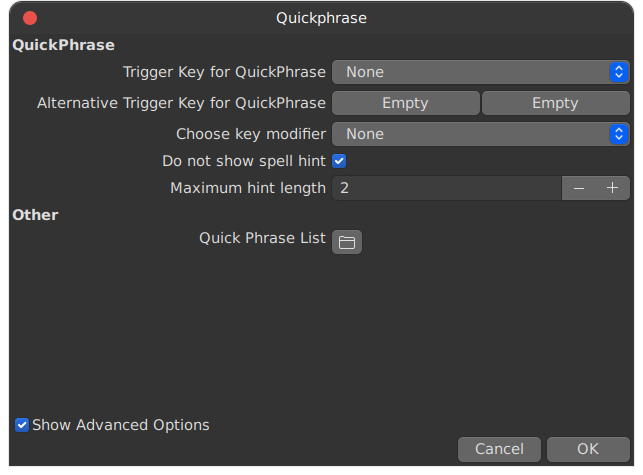 Quickphrase
QuickPhrase
Trigger Key for QuickPhrase None
Alternative Trigger Key for QuickPhrase Empty Empty
Choose key modifier None
Do not show spell hint
Maximum hint length 2 − +
Other
Quick Phrase List
Show Advanced Options
Cancel OK